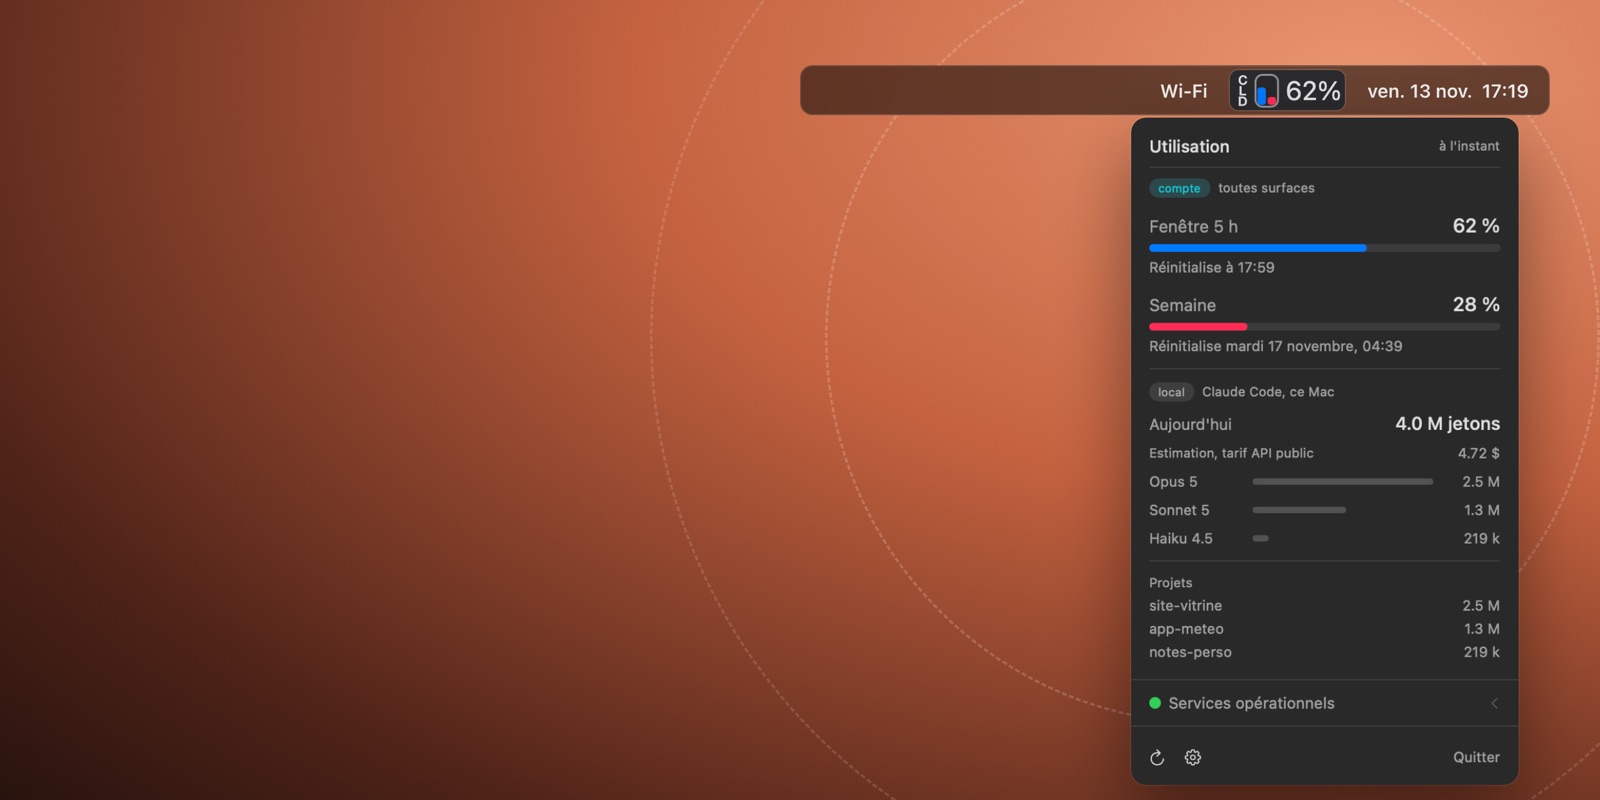 Wi-Fi CLD 62% ven. 13 nov. 17:19
Utilisation à l'instant
compte toutes surfaces
Fenêtre 5 h 62 %
Réinitialise à 17:59
Semaine 28 %
Réinitialise mardi 17 novembre, 04:39
local Claude Code, ce Mac
Aujourd'hui 4.0 M jetons
Estimation, tarif API public 4.72 $
Opus 5 2.5 M
Sonnet 5 1.3 M
Haiku 4.5 219 k
Projets
site-vitrine 2.5 M
app-meteo 1.3 M
notes-perso 219 k
Services opérationnels
Quitter